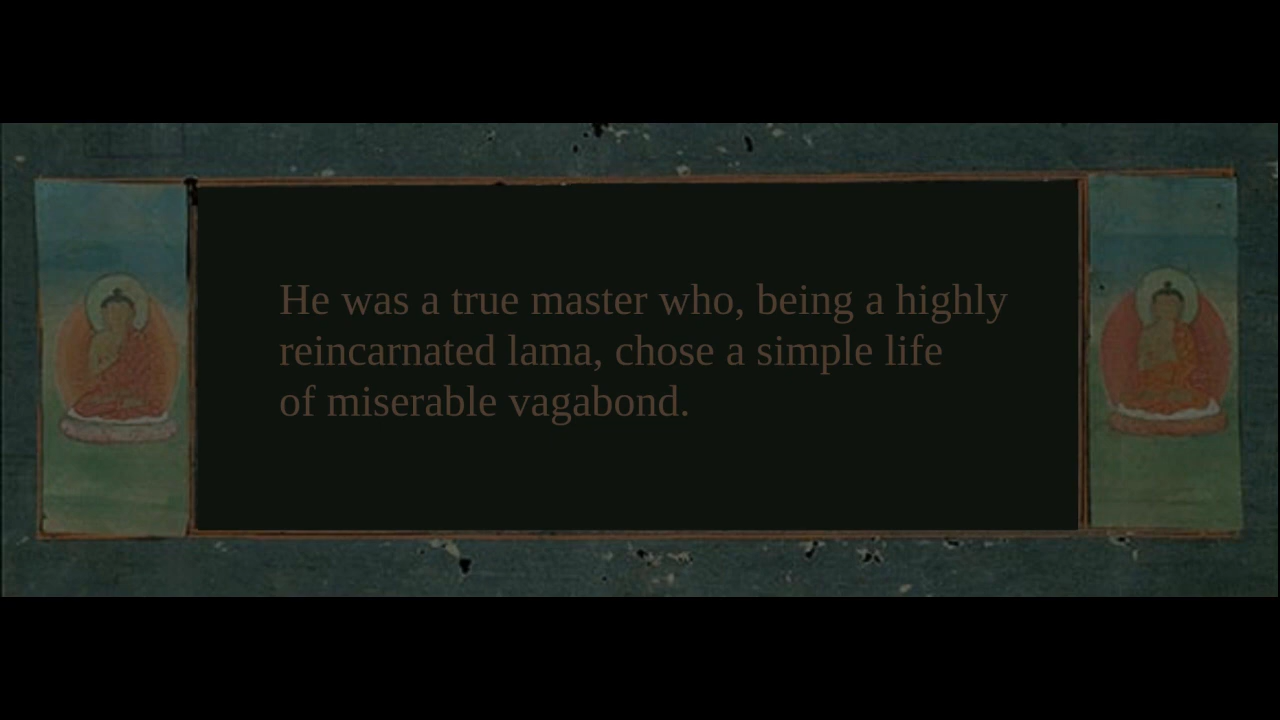 He was a true master who, being a highly
reincarnated lama, chose a simple life
of miserable vagabond.